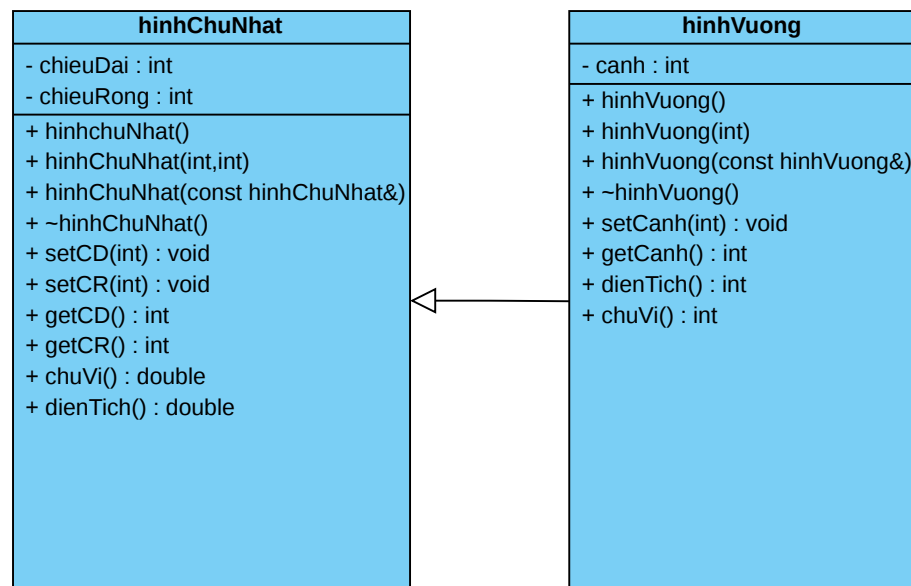 hinhChuNhat
- chieuDai : int
- chieuRong : int
+ hinhchuNhat()
+ hinhChuNhat(int,int)
+ hinhChuNhat(const hinhChuNhat&)
+ ~hinhChuNhat()
+ setCD(int) : void
+ setCR(int) : void
+ getCD() : int
+ getCR() : int
+ chuVi() : double
+ dienTich() : double
hinhVuong
- canh : int
+ hinhVuong()
+ hinhVuong(int)
+ hinhVuong(const hinhVuong&)
+ ~hinhVuong()
+ setCanh(int) : void
+ getCanh() : int
+ dienTich() : int
+ chuVi() : int